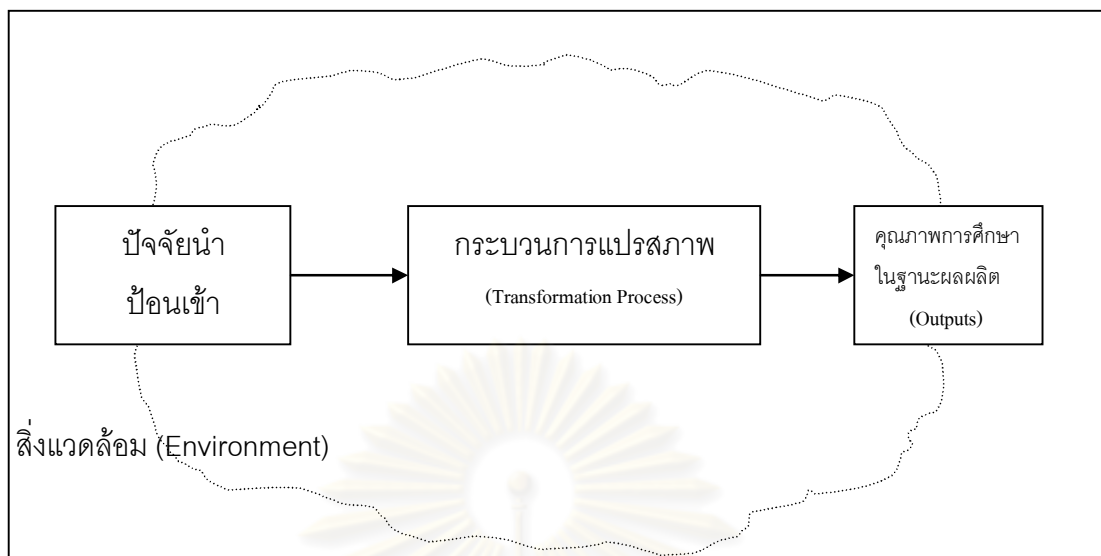 ปัจจัยนำ
ป้อนเข้า
กระบวนการแปรสภาพ
(Transformation Process)
คุณภาพการศึกษา
ในฐานะผลผลิต
(Outputs)
สิ่งแวดล้อม (Environment)